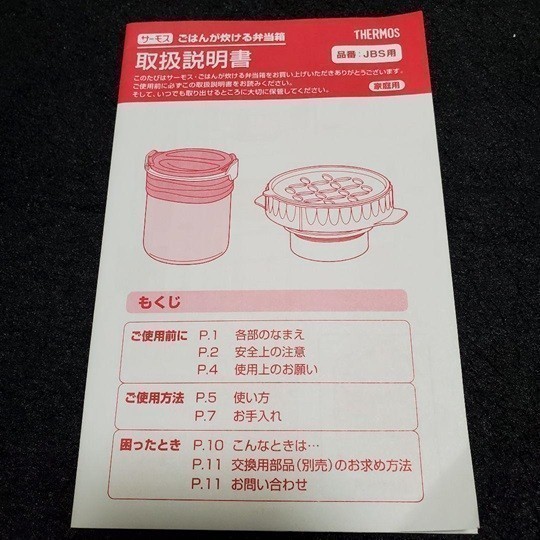 サーモス ごはんが炊ける弁当箱
THERMOS
取扱説明書
品番：JBS用
このたびはサーモス・ごはんが炊ける弁当箱をお買い上げいただきありがとうございます。
ご使用前に必ずこの取扱説明書をお読みください。
そして、いつでも取り出せるところに大切に保管してください。
家庭用
もくじ
ご使用前に P.1 各部のなまえ
P.2 安全上の注意
P.4 使用上のお願い
ご使用方法 P.5 使い方
P.7 お手入れ
困ったとき P.10 こんなときは…
P.11 交換用部品（別売）のお求め方法
P.11 お問い合わせ